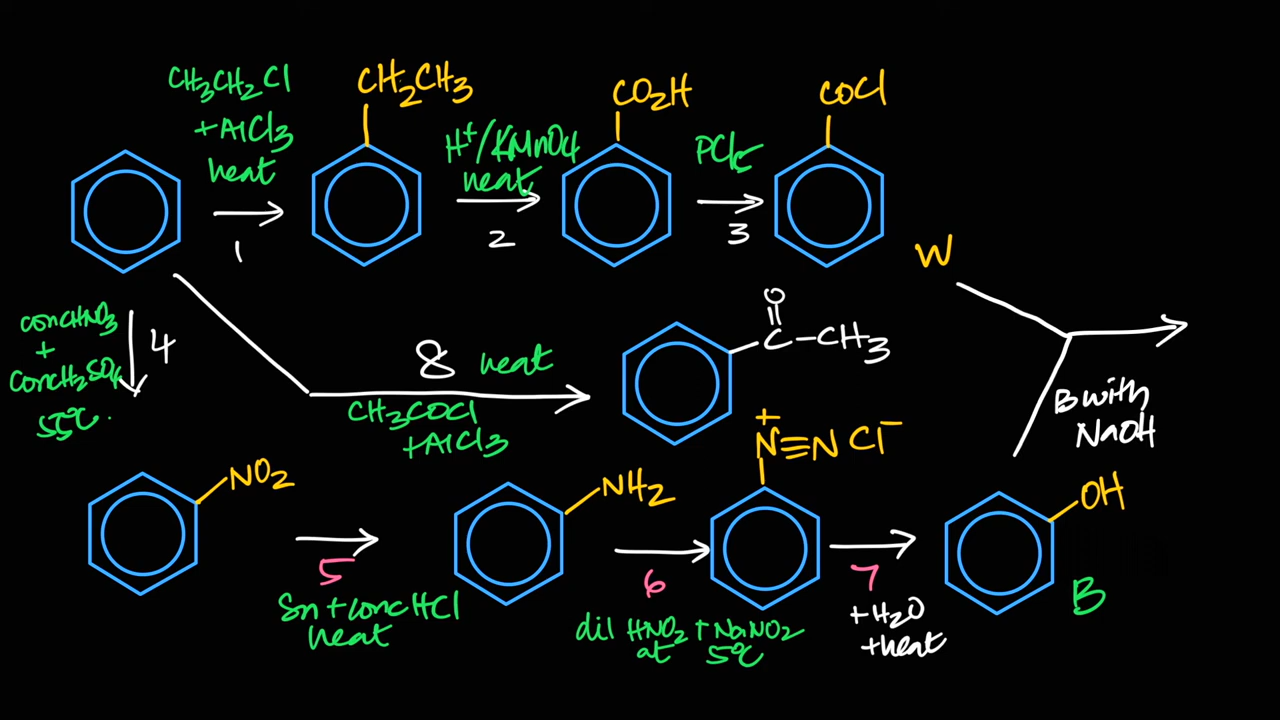 CH3CH2Cl
+AlCl3
heat
1
CH2CH3
H+/KMnO4
heat
2
CO2H
PCl5
3
COCl
W
conc HNO3
+
conc H2SO4
55°C.
4
8 heat
CH3COCl
+AlCl3
O
C-CH3
B with
NaOH
NO2
5
Sn + conc HCl
heat
NH2
6
dil HNO2 + NaNO2
at 5°C
+
N≡N Cl−
7
+H2O
+heat
OH
B